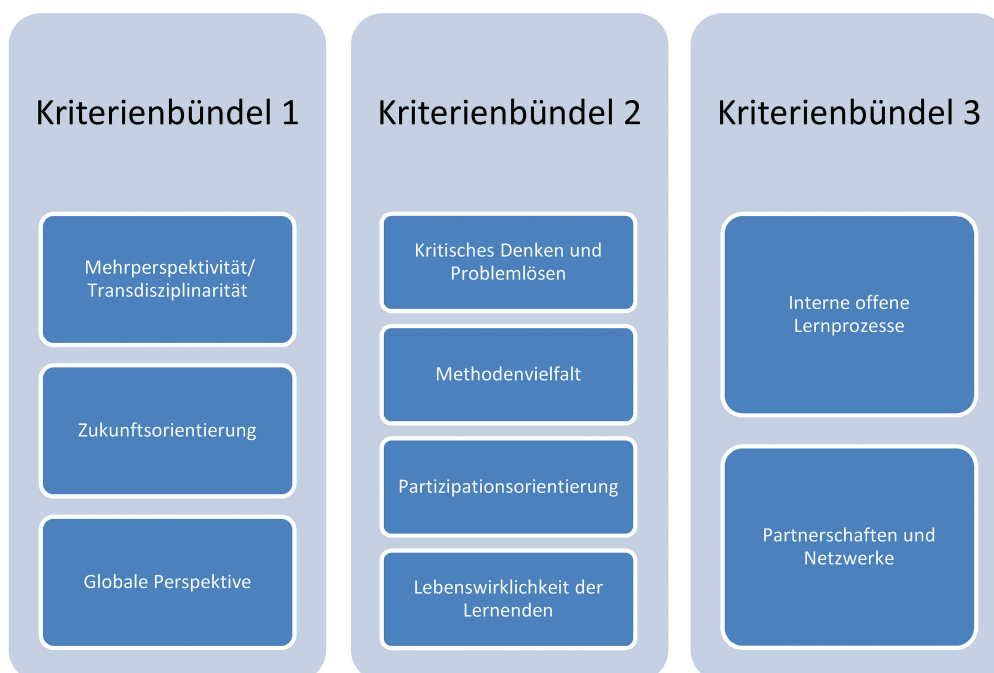 Kriterienbündel 1
Mehrperspektivität/
Transdisziplinarität
Zukunftsorientierung
Globale Perspektive
Kriterienbündel 2
Kritisches Denken und
Problemlösen
Methodenvielfalt
Partizipationsorientierung
Lebenswirklichkeit der
Lernenden
Kriterienbündel 3
Interne offene
Lernprozesse
Partnerschaften und
Netzwerke